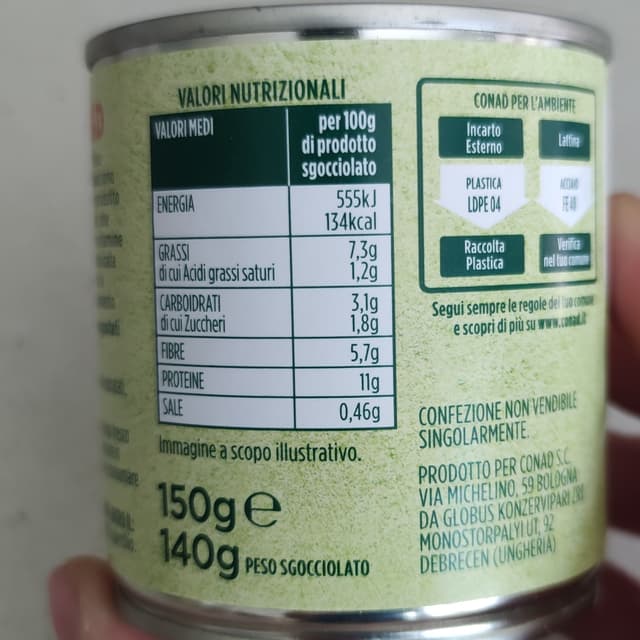 VALORI NUTRIZIONALI
VALORI MEDI
per 100g
di prodotto
sgocciolato
ENERGIA
555kJ
134kcal
GRASSI 7,3g
di cui Acidi grassi saturi 1,2g
CARBOIDRATI 3,1g
di cui Zuccheri 1,8g
FIBRE 5,7g
PROTEINE 11g
SALE 0,46g
Immagine a scopo illustrativo.
150g e
140g PESO SGOCCIOLATO
CONAD PER L'AMBIENTE
Incarto
Esterno
PLASTICA
LDPE 04
Raccolta
Plastica
Lattina
ACCIAIO
FE 40
Verifica
nel tuo comune
Segui sempre le regole del tuo comune
e scopri di più su www.conad.it
CONFEZIONE NON VENDIBILE
SINGOLARMENTE.
PRODOTTO PER CONAD S.C.
VIA MICHELINO, 59 BOLOGNA
DA GLOBUS KONZERVIPARI ZRT
MONOSTORPALYI UT, 92
DEBRECEN (UNGHERIA)